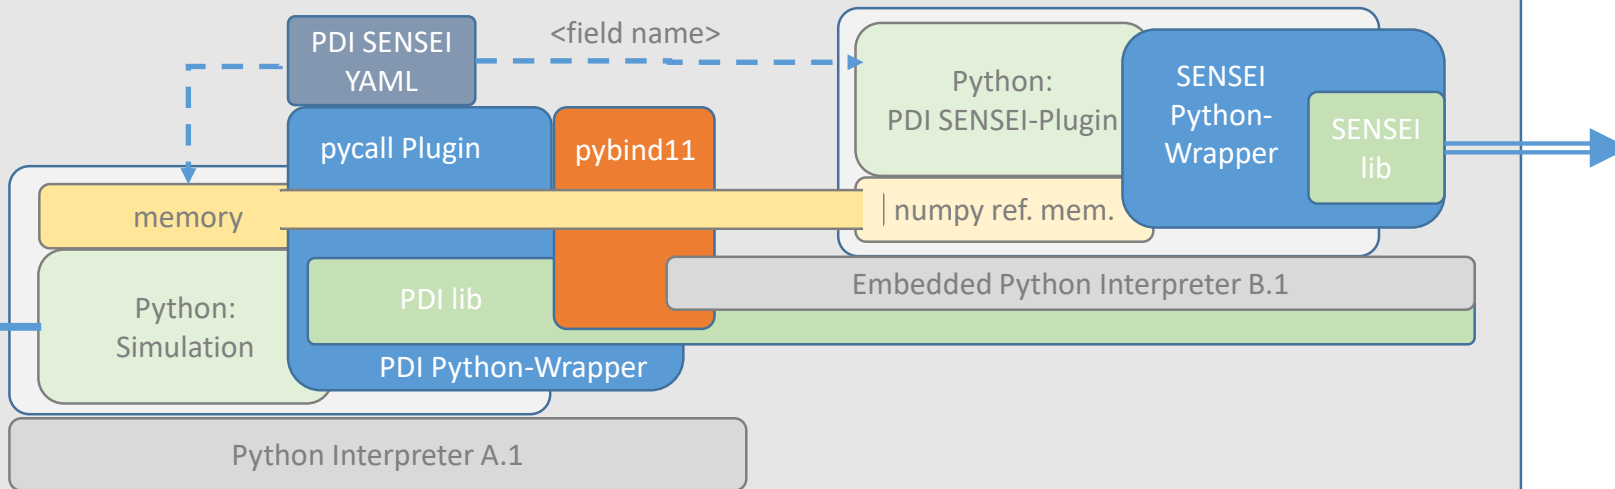 PDI SENSEI
YAML
<field name>
Python:
PDI SENSEI-Plugin
SENSEI
Python-
Wrapper
SENSEI
lib
pycall Plugin
pybind11
memory
numpy ref. mem.
Python:
Simulation
PDI lib
Embedded Python Interpreter B.1
PDI Python-Wrapper
Python Interpreter A.1